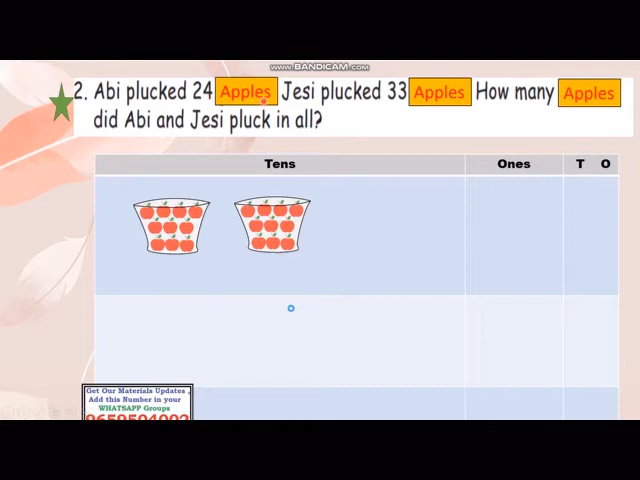 WWW.BANDICAM.COM
2. Abi plucked 24 Apples Jesi plucked 33 Apples How many Apples
did Abi and Jesi pluck in all?
Tens Ones T O
Get Our Materials Updates ,
Add this Number in your
WHATSAPP Groups
9659504002